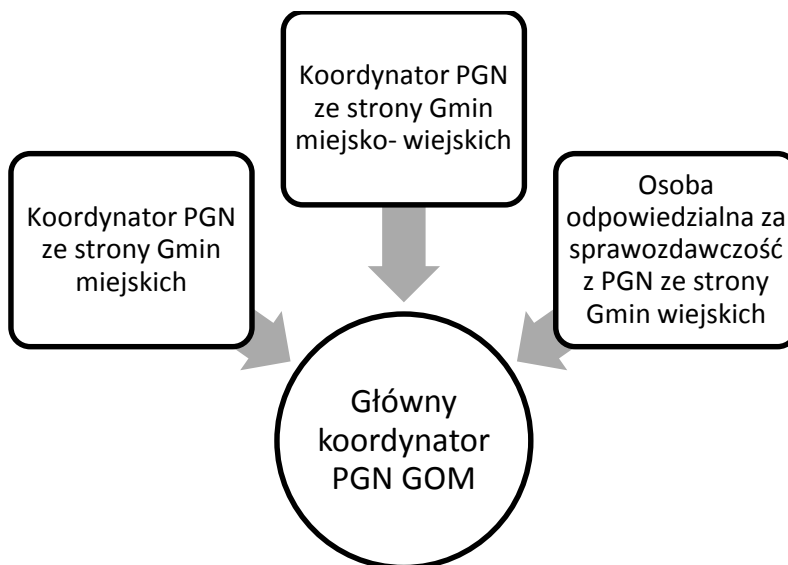 Koordynator PGN
ze strony Gmin
miejsko- wiejskich
Koordynator PGN
ze strony Gmin
miejskich
Osoba
odpowiedzialna za
sprawozdawczość
z PGN ze strony
Gmin wiejskich
Główny
koordynator
PGN GOM